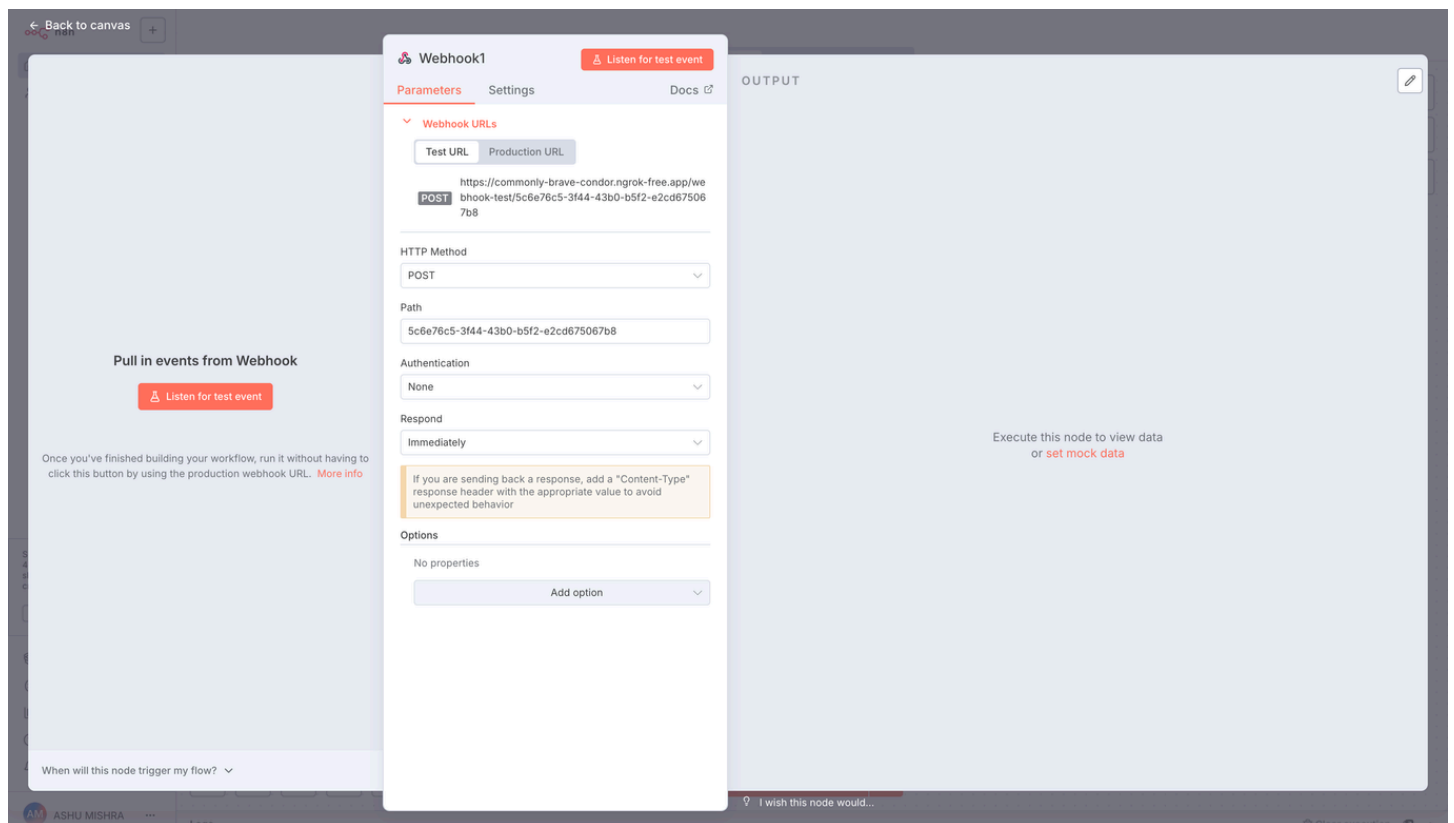 ← Back to canvas
n8n
+
Webhook1
Listen for test event
Parameters
Settings
Docs
OUTPUT
Webhook URLs
Test URL
Production URL
POST
https://commonly-brave-condor.ngrok-free.app/we
bhook-test/5c6e76c5-3f44-43b0-b5f2-e2cd67506
7b8
HTTP Method
POST
Path
5c6e76c5-3f44-43b0-b5f2-e2cd675067b8
Authentication
None
Respond
Immediately
If you are sending back a response, add a "Content-Type"
response header with the appropriate value to avoid
unexpected behavior
Options
No properties
Add option
Pull in events from Webhook
Listen for test event
Once you've finished building your workflow, run it without having to
click this button by using the production webhook URL. More info
When will this node trigger my flow?
Execute this node to view data
or set mock data
I wish this node would...
AM
ASHU MISHRA
...